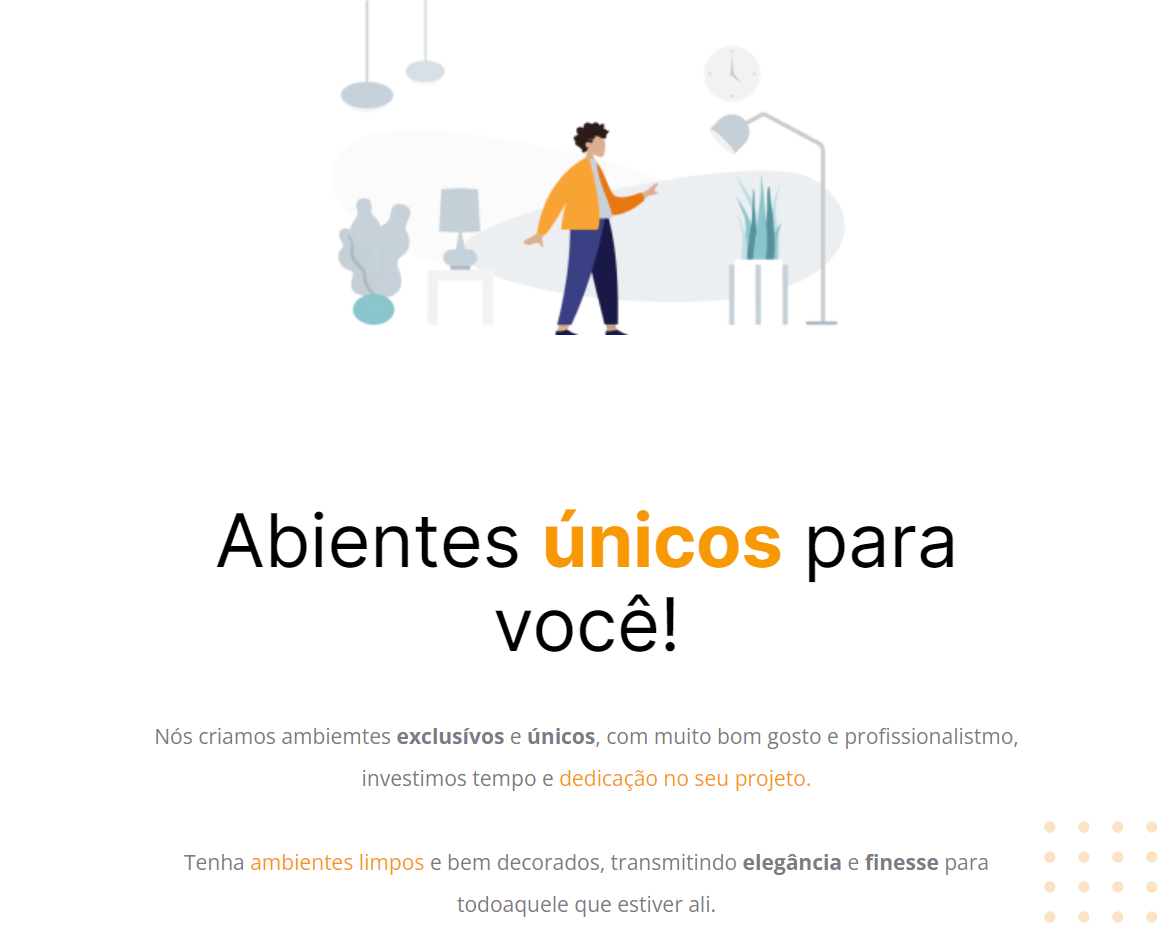 Abientes únicos para
você!
Nós criamos ambiemtes exclusívos e únicos, com muito bom gosto e profissionalistmo,
investimos tempo e dedicação no seu projeto.
Tenha ambientes limpos e bem decorados, transmitindo elegância e finesse para
todoaquele que estiver ali.